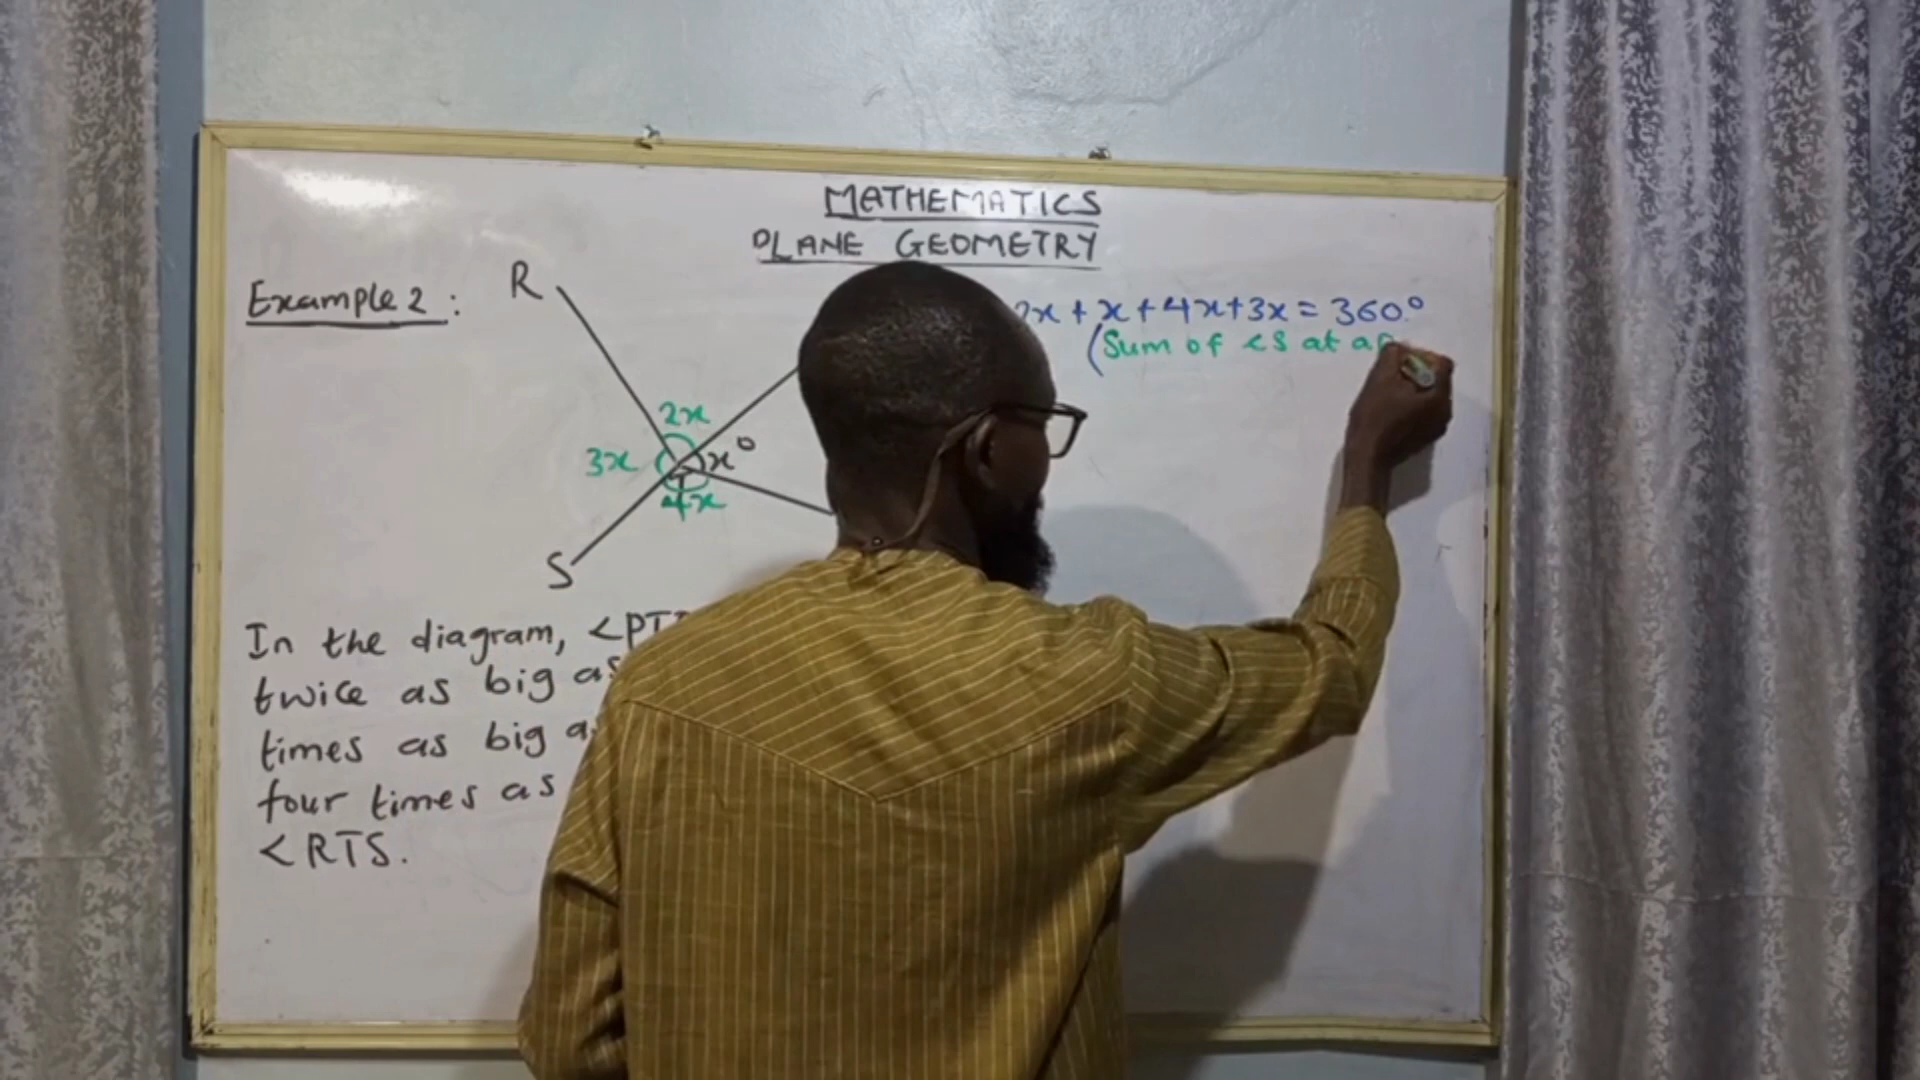 MATHEMATICS
PLANE GEOMETRY
Example 2 :
R
2x
3x
x°
T
4x
S
2x + x + 4x + 3x = 360°
(Sum of <S at a
In the diagram,
twice as big as
times as big
four times as
<RTS.